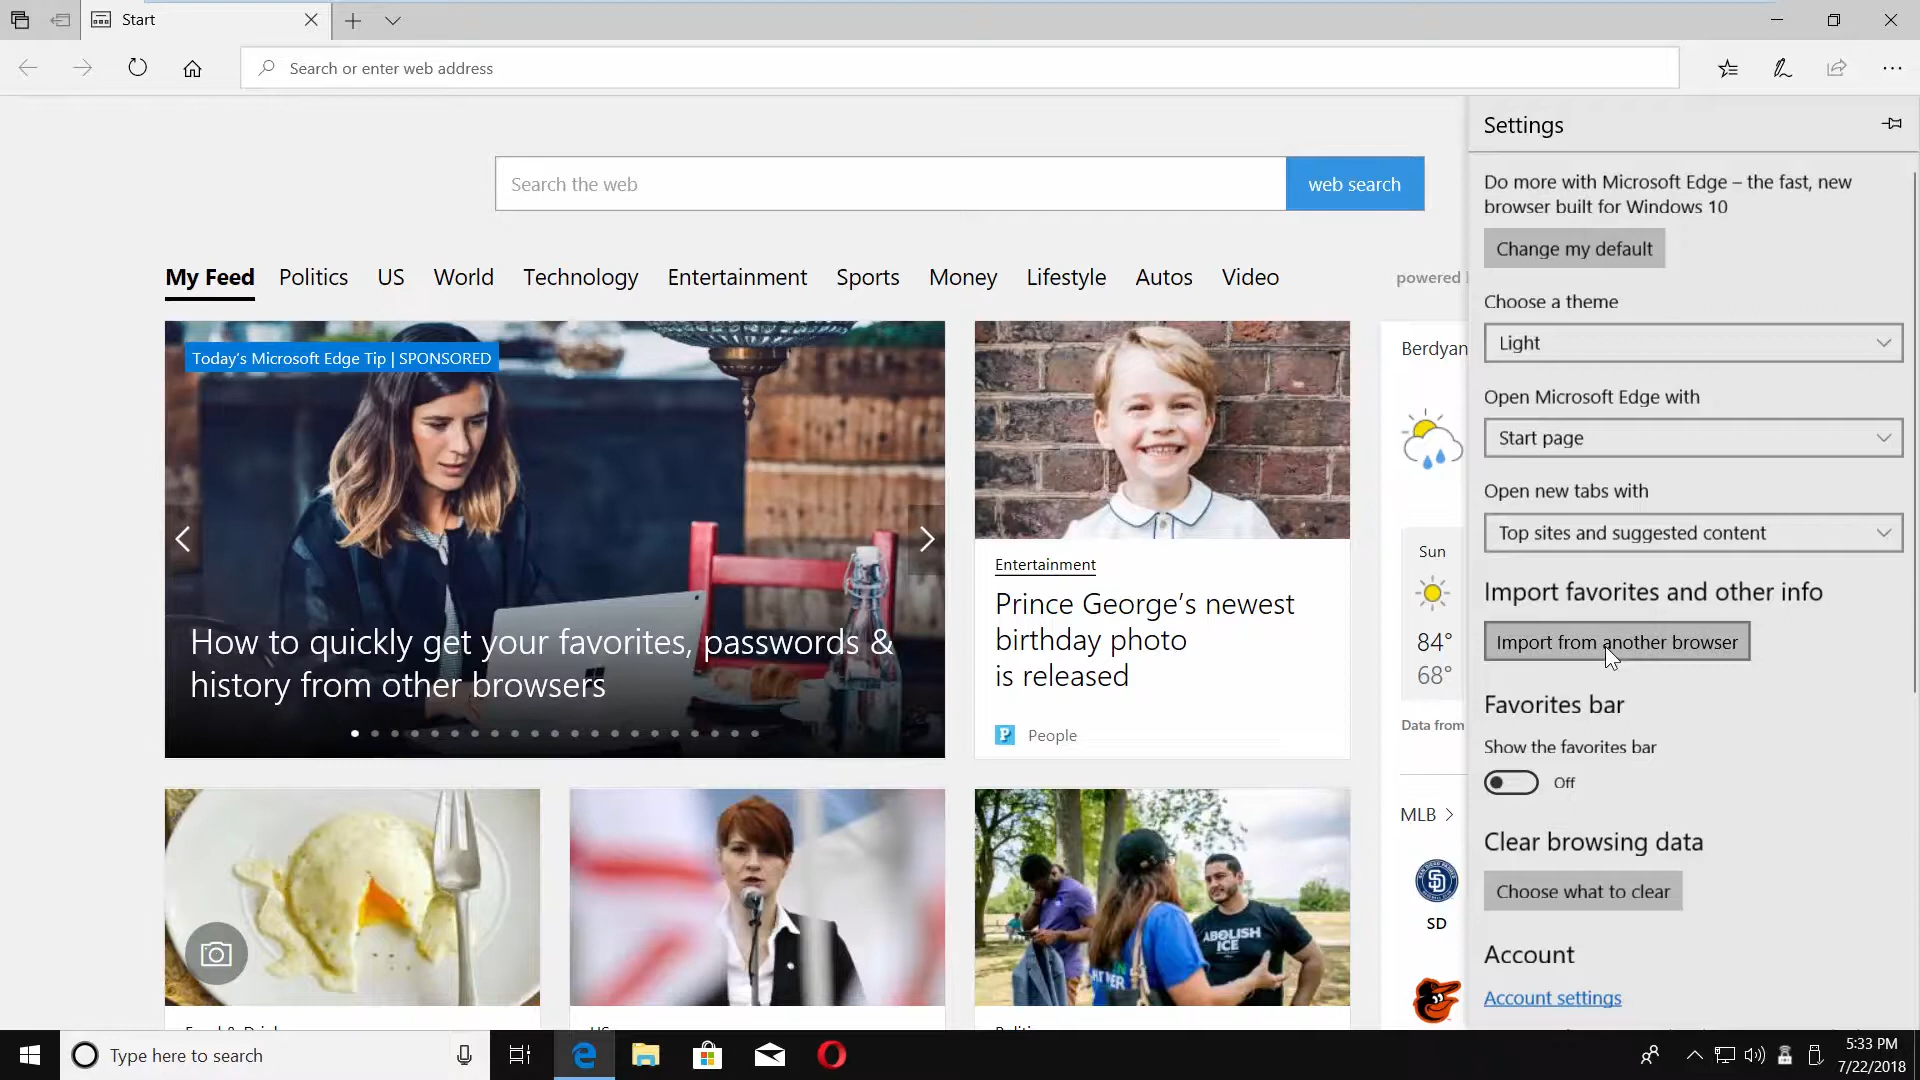 Start
Search or enter web address
Settings
Do more with Microsoft Edge – the fast, new
browser built for Windows 10
Change my default
Choose a theme
Light
Open Microsoft Edge with
Start page
Open new tabs with
Top sites and suggested content
Import favorites and other info
Import from another browser
Favorites bar
Show the favorites bar
Off
Clear browsing data
Choose what to clear
Account
Account settings
Search the web
web search
My Feed Politics US World Technology Entertainment Sports Money Lifestyle Autos Video
powered
Today's Microsoft Edge Tip | SPONSORED
How to quickly get your favorites, passwords &
history from other browsers
Entertainment
Prince George's newest
birthday photo
is released
P People
Berdyan
Sun
84°
68°
Data from
MLB
SD
ABOLISH
ICE
Type here to search
5:33 PM
7/22/2018